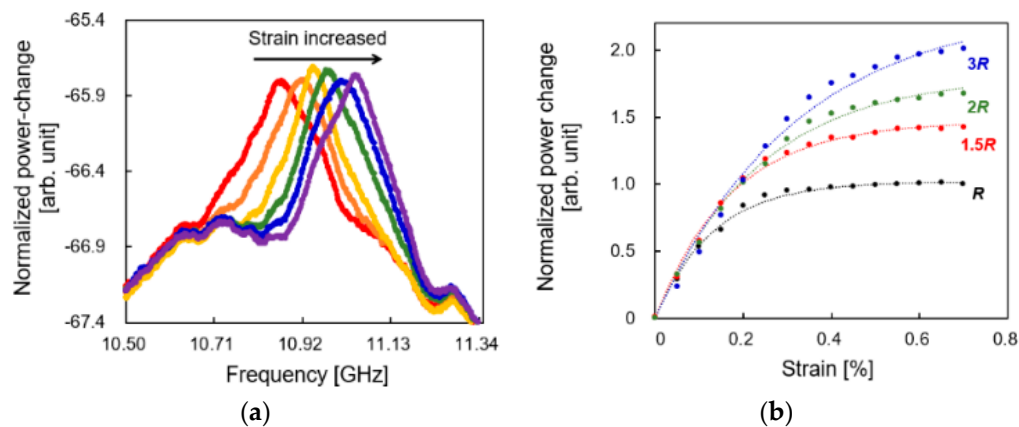 Normalized power-change
[arb. unit]
-65.4
-65.9
-66.4
-66.9
-67.4
Strain increased
10.50
10.71
10.92
11.13
11.34
Frequency [GHz]
(a)
Normalized power change
[arb. unit]
2.0
1.5
1.0
0.5
0
3R
2R
1.5R
R
0
0.2
0.4
0.6
0.8
Strain [%]
(b)